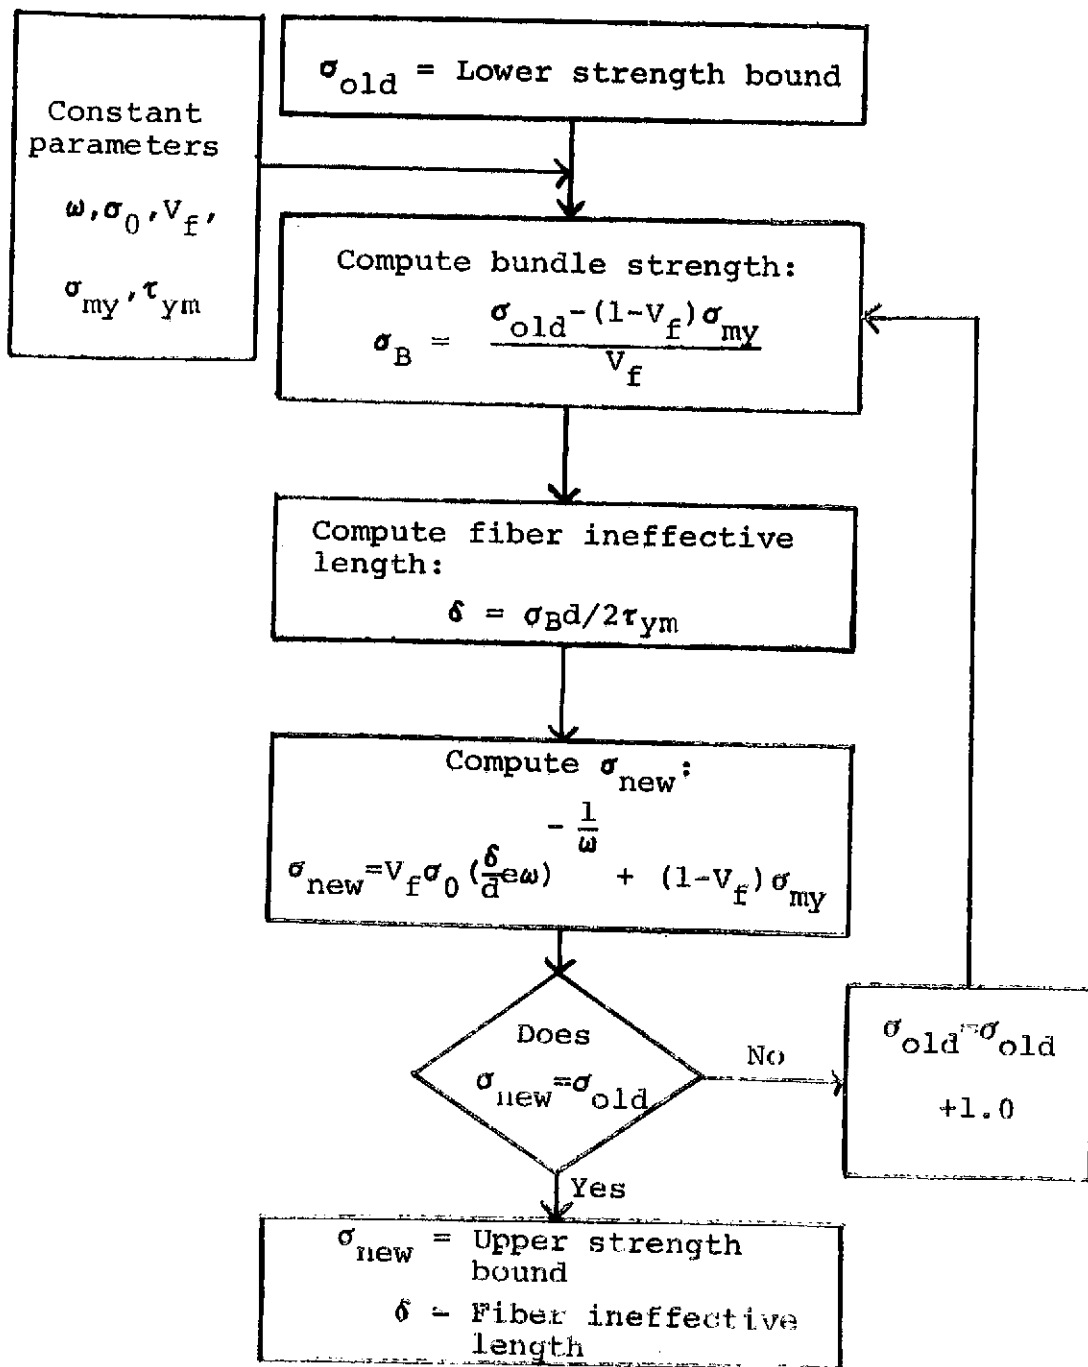 σold = Lower strength bound
Constant
parameters
ω,σ0,Vf,
σmy,τym
Compute bundle strength:
σB = σold-(1-Vf)σmy
Vf
Compute fiber ineffective
length:
δ = σBd/2τym
Compute σnew:
σnew=Vfσ0(δ/d eω)^-1/ω + (1-Vf)σmy
Does
σnew=σold
No
σold=σold
+1.0
Yes
σnew = Upper strength
bound
δ = Fiber ineffective
length